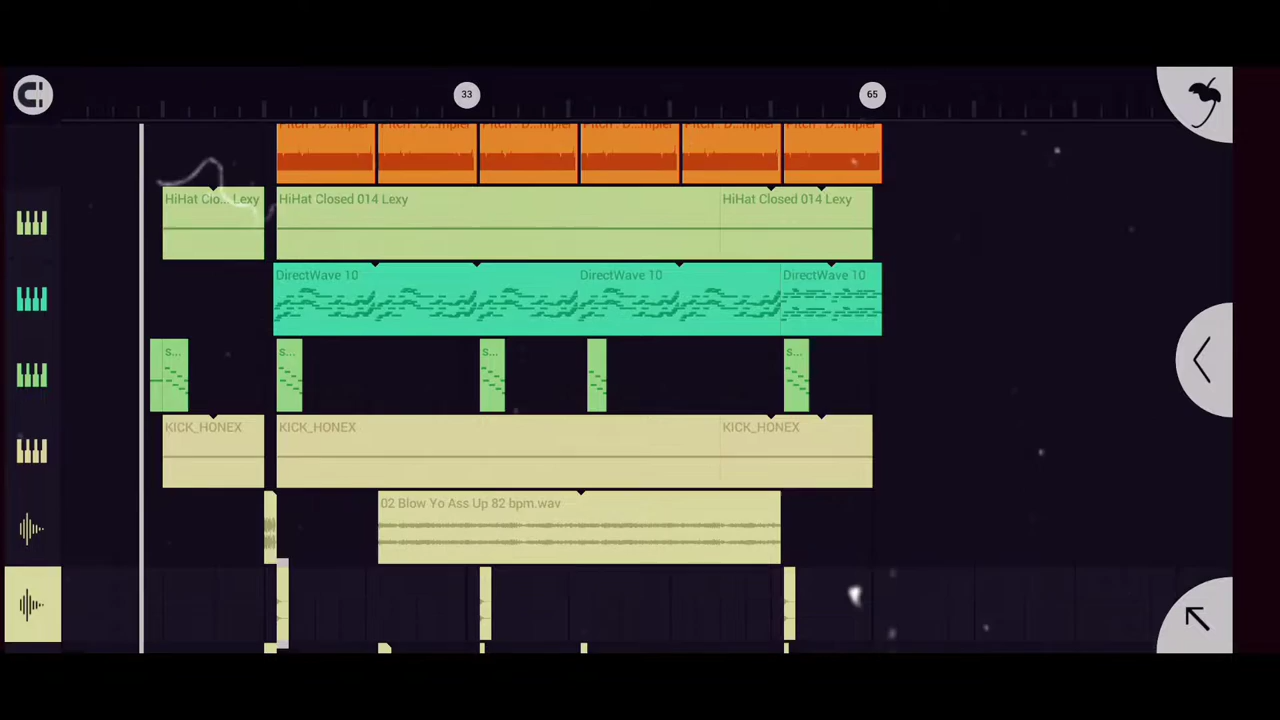 33 65
HiHat Clo... Lexy HiHat Closed 014 Lexy HiHat Closed 014 Lexy
DirectWave 10 DirectWave 10 DirectWave 10
s... s... s... s...
KICK_HONEX KICK_HONEX KICK_HONEX
02 Blow Yo Ass Up 82 bpm.wav